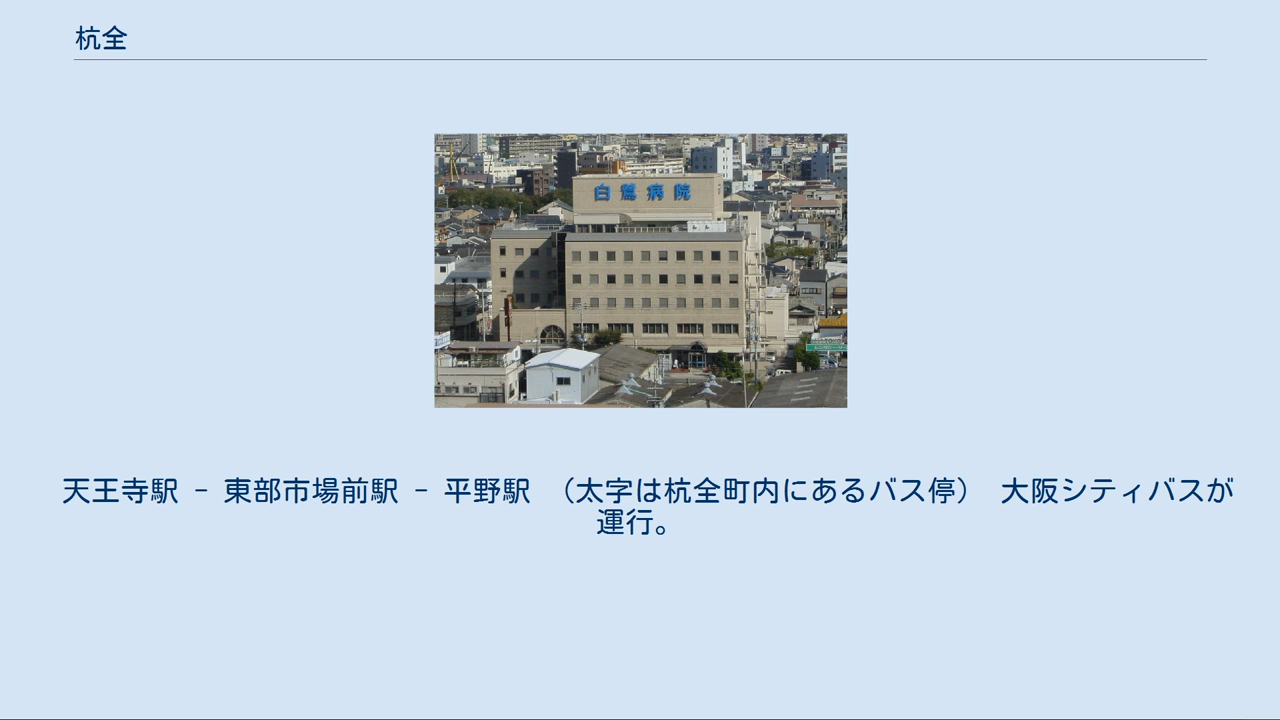 杭全
白鷺病院
天王寺駅 - 東部市場前駅 - 平野駅 （太字は杭全町内にあるバス停） 大阪シティバスが
運行。